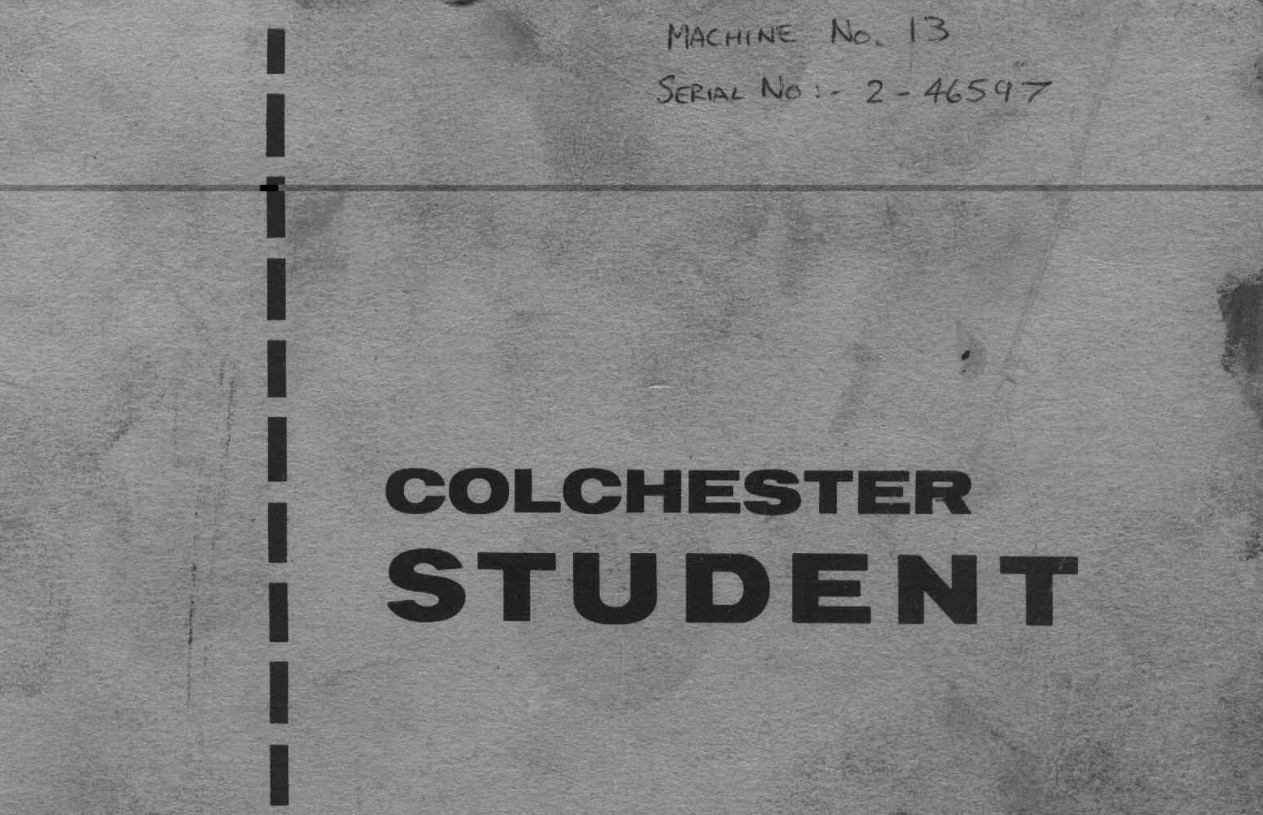 MACHINE No. 13
SERIAL No :- 2 - 46597
COLCHESTER
STUDENT